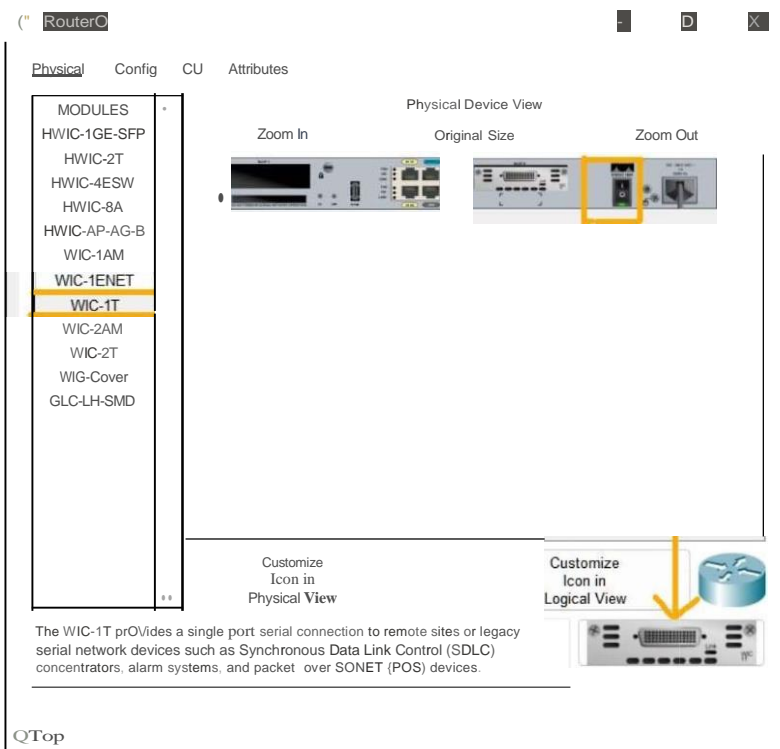 (" RouterO - D X
Physical Config CU Attributes
MODULES
HWIC-1GE-SFP
HWIC-2T
HWIC-4ESW
HWIC-8A
HWIC-AP-AG-B
WIC-1AM
WIC-1ENET
WIC-1T
WIC-2AM
WIC-2T
WIG-Cover
GLC-LH-SMD
Physical Device View
Zoom In Original Size Zoom Out
Customize
Icon in
Physical View
Customize
Icon in
Logical View
The WIC-1T prOVides a single port serial connection to remote sites or legacy
serial network devices such as Synchronous Data Link Control (SDLC)
concentrators, alarm systems, and packet over SONET {POS) devices.
Link
WIC
1T
QTop